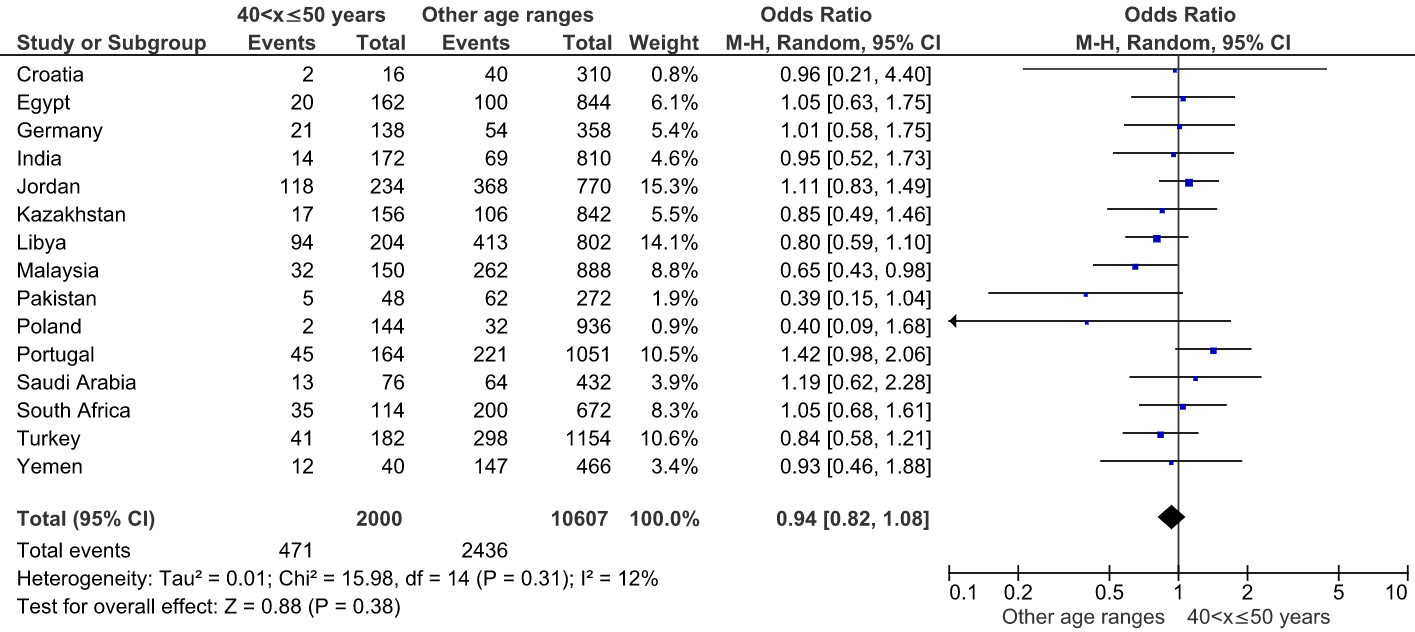 40<x≤50 years Other age ranges Odds Ratio Odds Ratio
Study or Subgroup Events Total Events Total Weight M-H, Random, 95% CI M-H, Random, 95% CI
Croatia 2 16 40 310 0.8% 0.96 [0.21, 4.40]
Egypt 20 162 100 844 6.1% 1.05 [0.63, 1.75]
Germany 21 138 54 358 5.4% 1.01 [0.58, 1.75]
India 14 172 69 810 4.6% 0.95 [0.52, 1.73]
Jordan 118 234 368 770 15.3% 1.11 [0.83, 1.49]
Kazakhstan 17 156 106 842 5.5% 0.85 [0.49, 1.46]
Libya 94 204 413 802 14.1% 0.80 [0.59, 1.10]
Malaysia 32 150 262 888 8.8% 0.65 [0.43, 0.98]
Pakistan 5 48 62 272 1.9% 0.39 [0.15, 1.04]
Poland 2 144 32 936 0.9% 0.40 [0.09, 1.68]
Portugal 45 164 221 1051 10.5% 1.42 [0.98, 2.06]
Saudi Arabia 13 76 64 432 3.9% 1.19 [0.62, 2.28]
South Africa 35 114 200 672 8.3% 1.05 [0.68, 1.61]
Turkey 41 182 298 1154 10.6% 0.84 [0.58, 1.21]
Yemen 12 40 147 466 3.4% 0.93 [0.46, 1.88]
Total (95% CI) 2000 10607 100.0% 0.94 [0.82, 1.08]
Total events 471 2436
Heterogeneity: Tau² = 0.01; Chi² = 15.98, df = 14 (P = 0.31); I² = 12%
Test for overall effect: Z = 0.88 (P = 0.38)
0.1 0.2 0.5 1 2 5 10
Other age ranges 40<x≤50 years